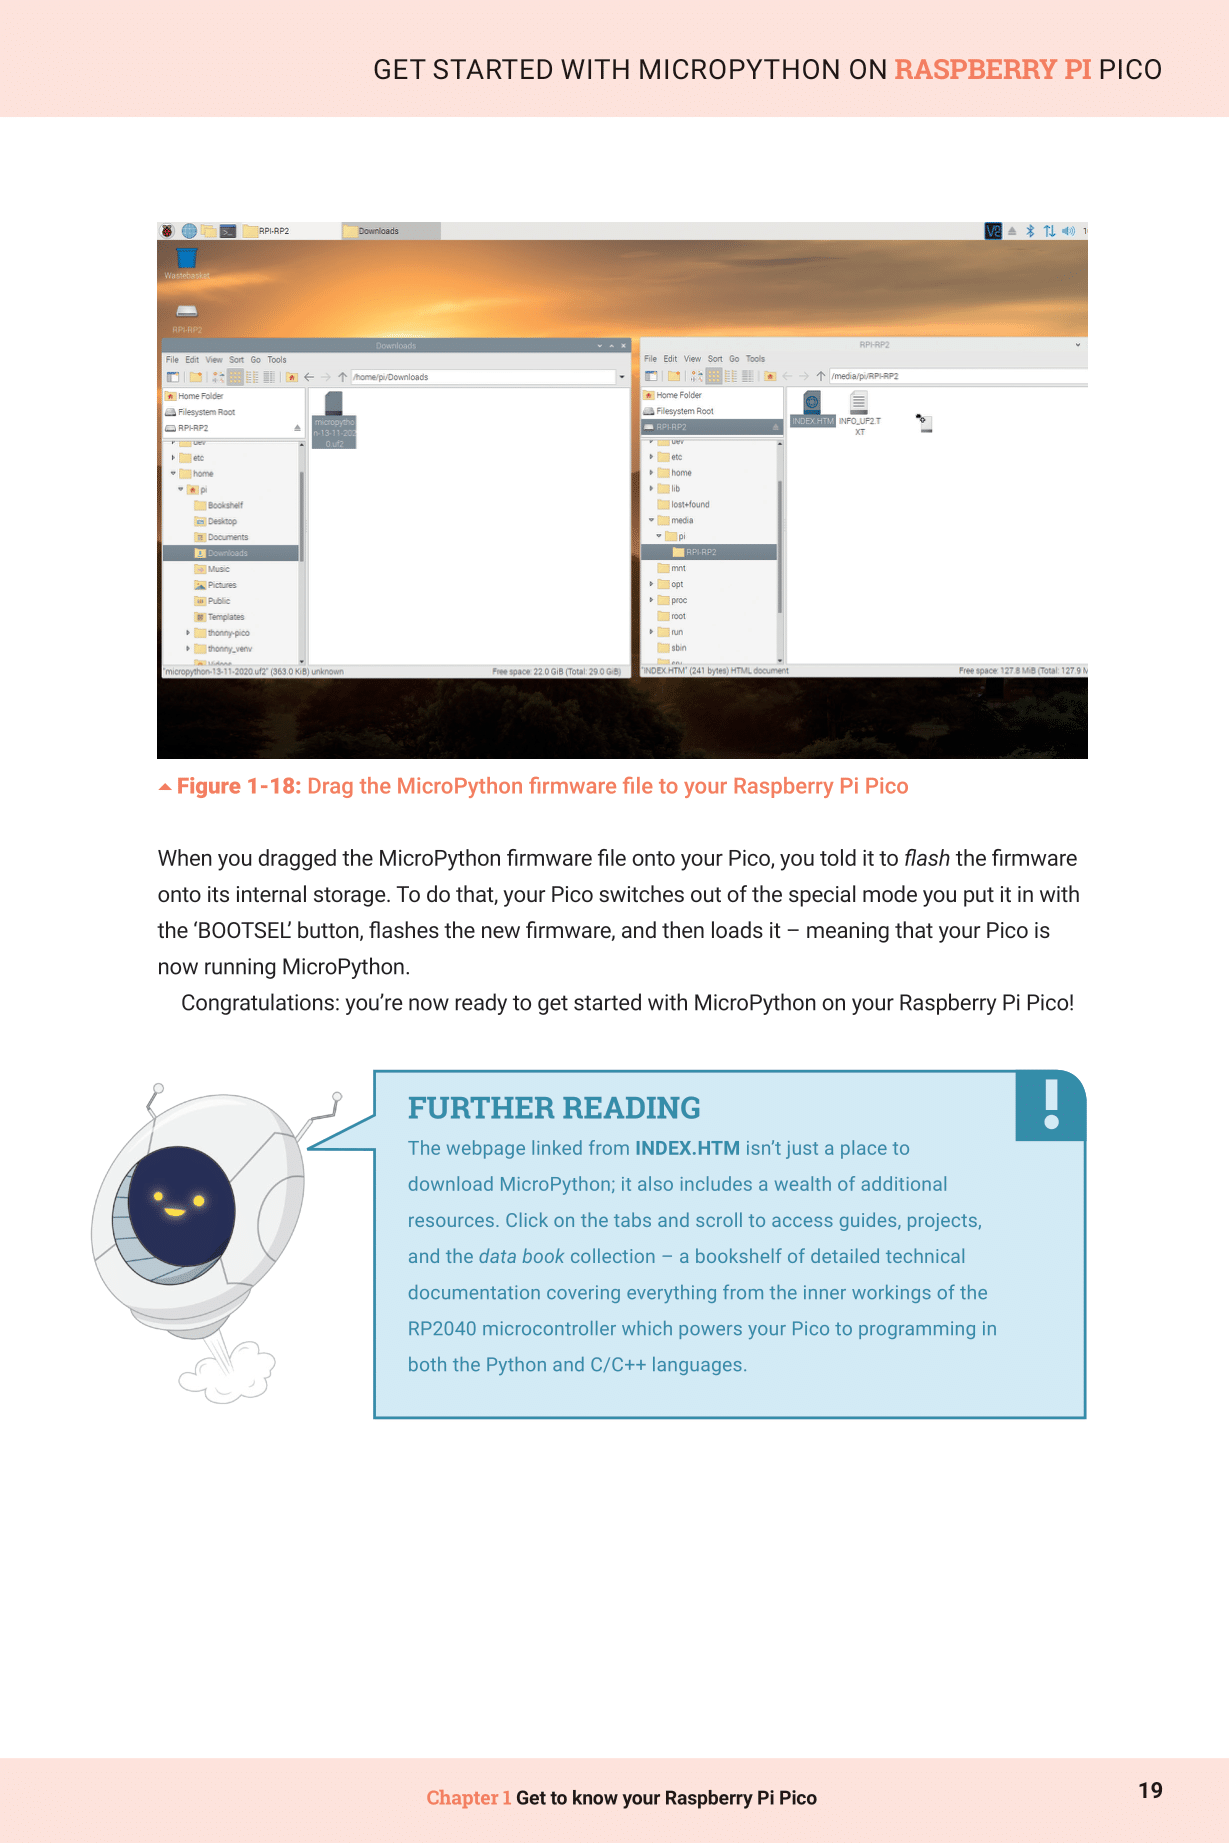 GET STARTED WITH MICROPYTHON ON RASPBERRY PI PICO
RPI-RP2
Downloads
Wastebasket
RPI-RP2
Downloads
File Edit View Sort Go Tools
/home/pi/Downloads
Home Folder
Filesystem Root
RPI-RP2
dev
etc
home
pi
Bookshelf
Desktop
Documents
Downloads
Music
Pictures
Public
Templates
thonny-pico
thonny_venv
Videos
micropytho
n-13-11-202
0.uf2
"micropython-13-11-2020.uf2" (363.0 KiB) unknown
Free space: 22.0 GiB (Total: 29.0 GiB)
RPI-RP2
File Edit View Sort Go Tools
/media/pi/RPI-RP2
Home Folder
Filesystem Root
RPI-RP2
dev
etc
home
lib
lost+found
media
pi
RPI-RP2
mnt
opt
proc
root
run
sbin
INDEX.HTM
INFO_UF2.T
XT
"INDEX.HTM" (241 bytes) HTML document
Free space: 127.8 MiB (Total: 127.9 M
Figure 1-18: Drag the MicroPython firmware file to your Raspberry Pi Pico
When you dragged the MicroPython firmware file onto your Pico, you told it to flash the firmware
onto its internal storage. To do that, your Pico switches out of the special mode you put it in with
the ‘BOOTSEL’ button, flashes the new firmware, and then loads it – meaning that your Pico is
now running MicroPython.
Congratulations: you’re now ready to get started with MicroPython on your Raspberry Pi Pico!
FURTHER READING
The webpage linked from INDEX.HTM isn’t just a place to
download MicroPython; it also includes a wealth of additional
resources. Click on the tabs and scroll to access guides, projects,
and the data book collection – a bookshelf of detailed technical
documentation covering everything from the inner workings of the
RP2040 microcontroller which powers your Pico to programming in
both the Python and C/C++ languages.
Chapter 1 Get to know your Raspberry Pi Pico
19